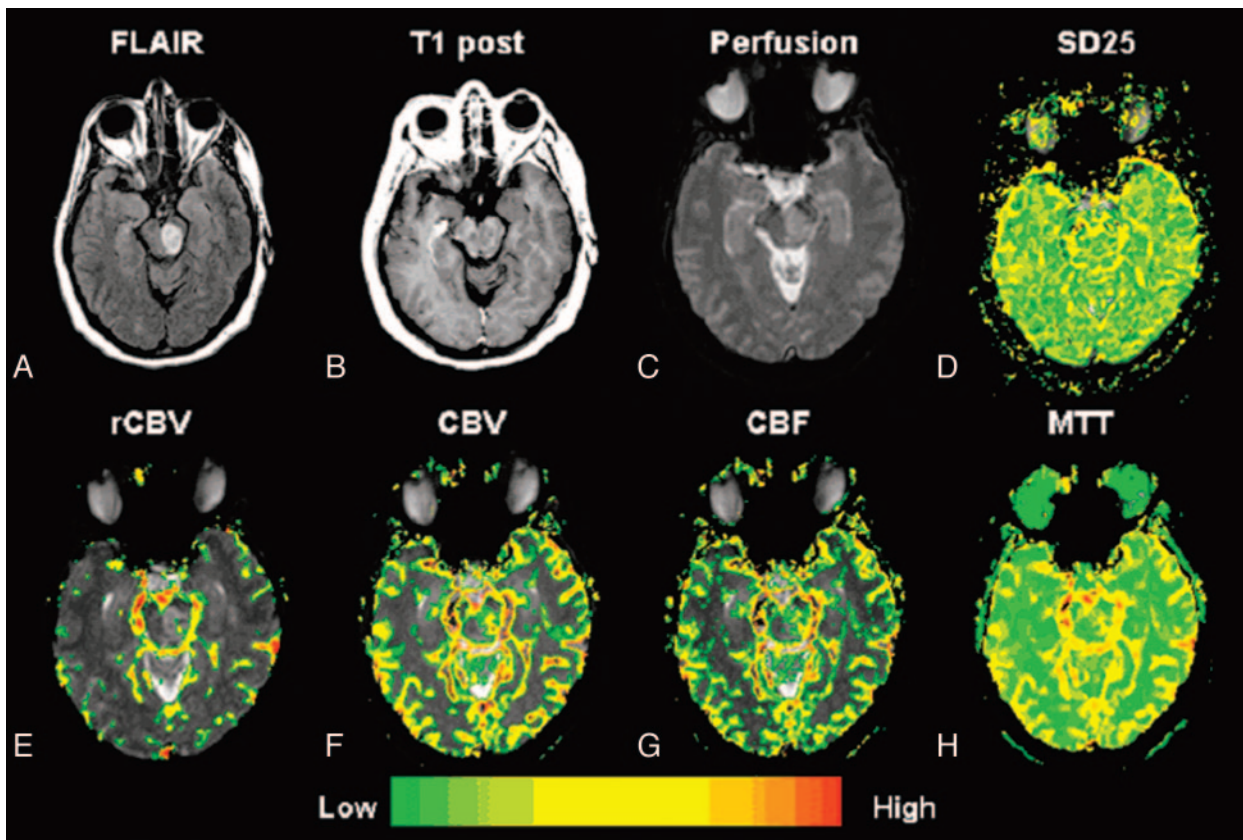 FLAIR
T1 post
Perfusion
SD25
A
B
C
D
rCBV
CBV
CBF
MTT
E
F
G
H
Low
High